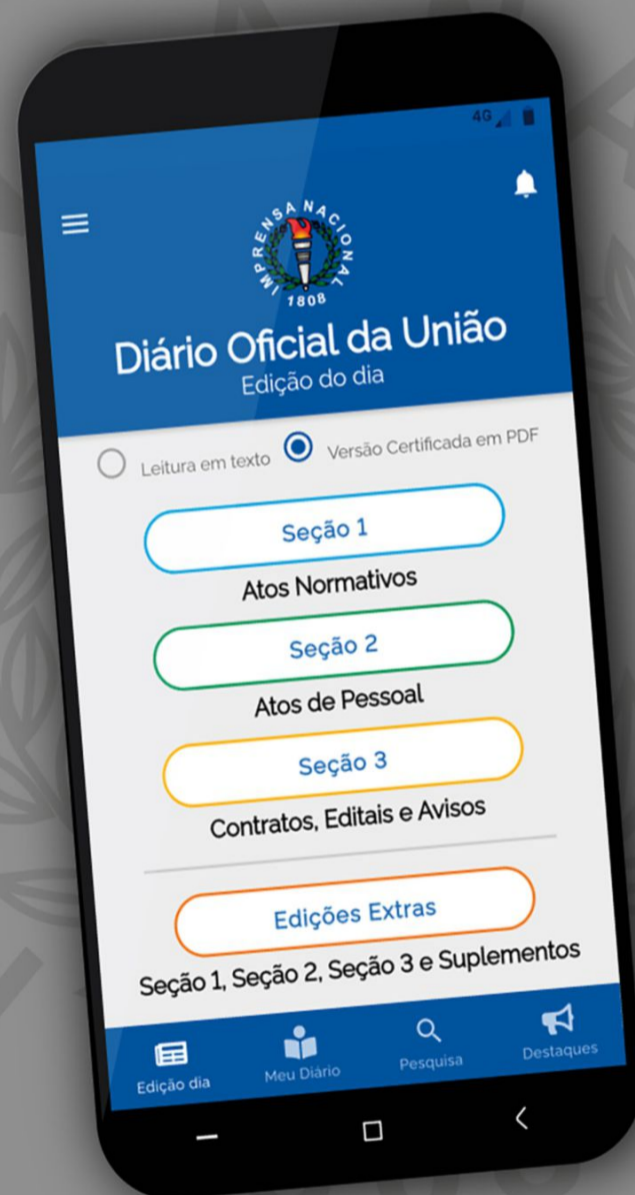 4G
IMPRENSA NACIONAL
1808
Diário Oficial da União
Edição do dia
Leitura em texto Versão Certificada em PDF
Seção 1
Atos Normativos
Seção 2
Atos de Pessoal
Seção 3
Contratos, Editais e Avisos
Edições Extras
Seção 1, Seção 2, Seção 3 e Suplementos
Edição dia Meu Diário Pesquisa Destaques